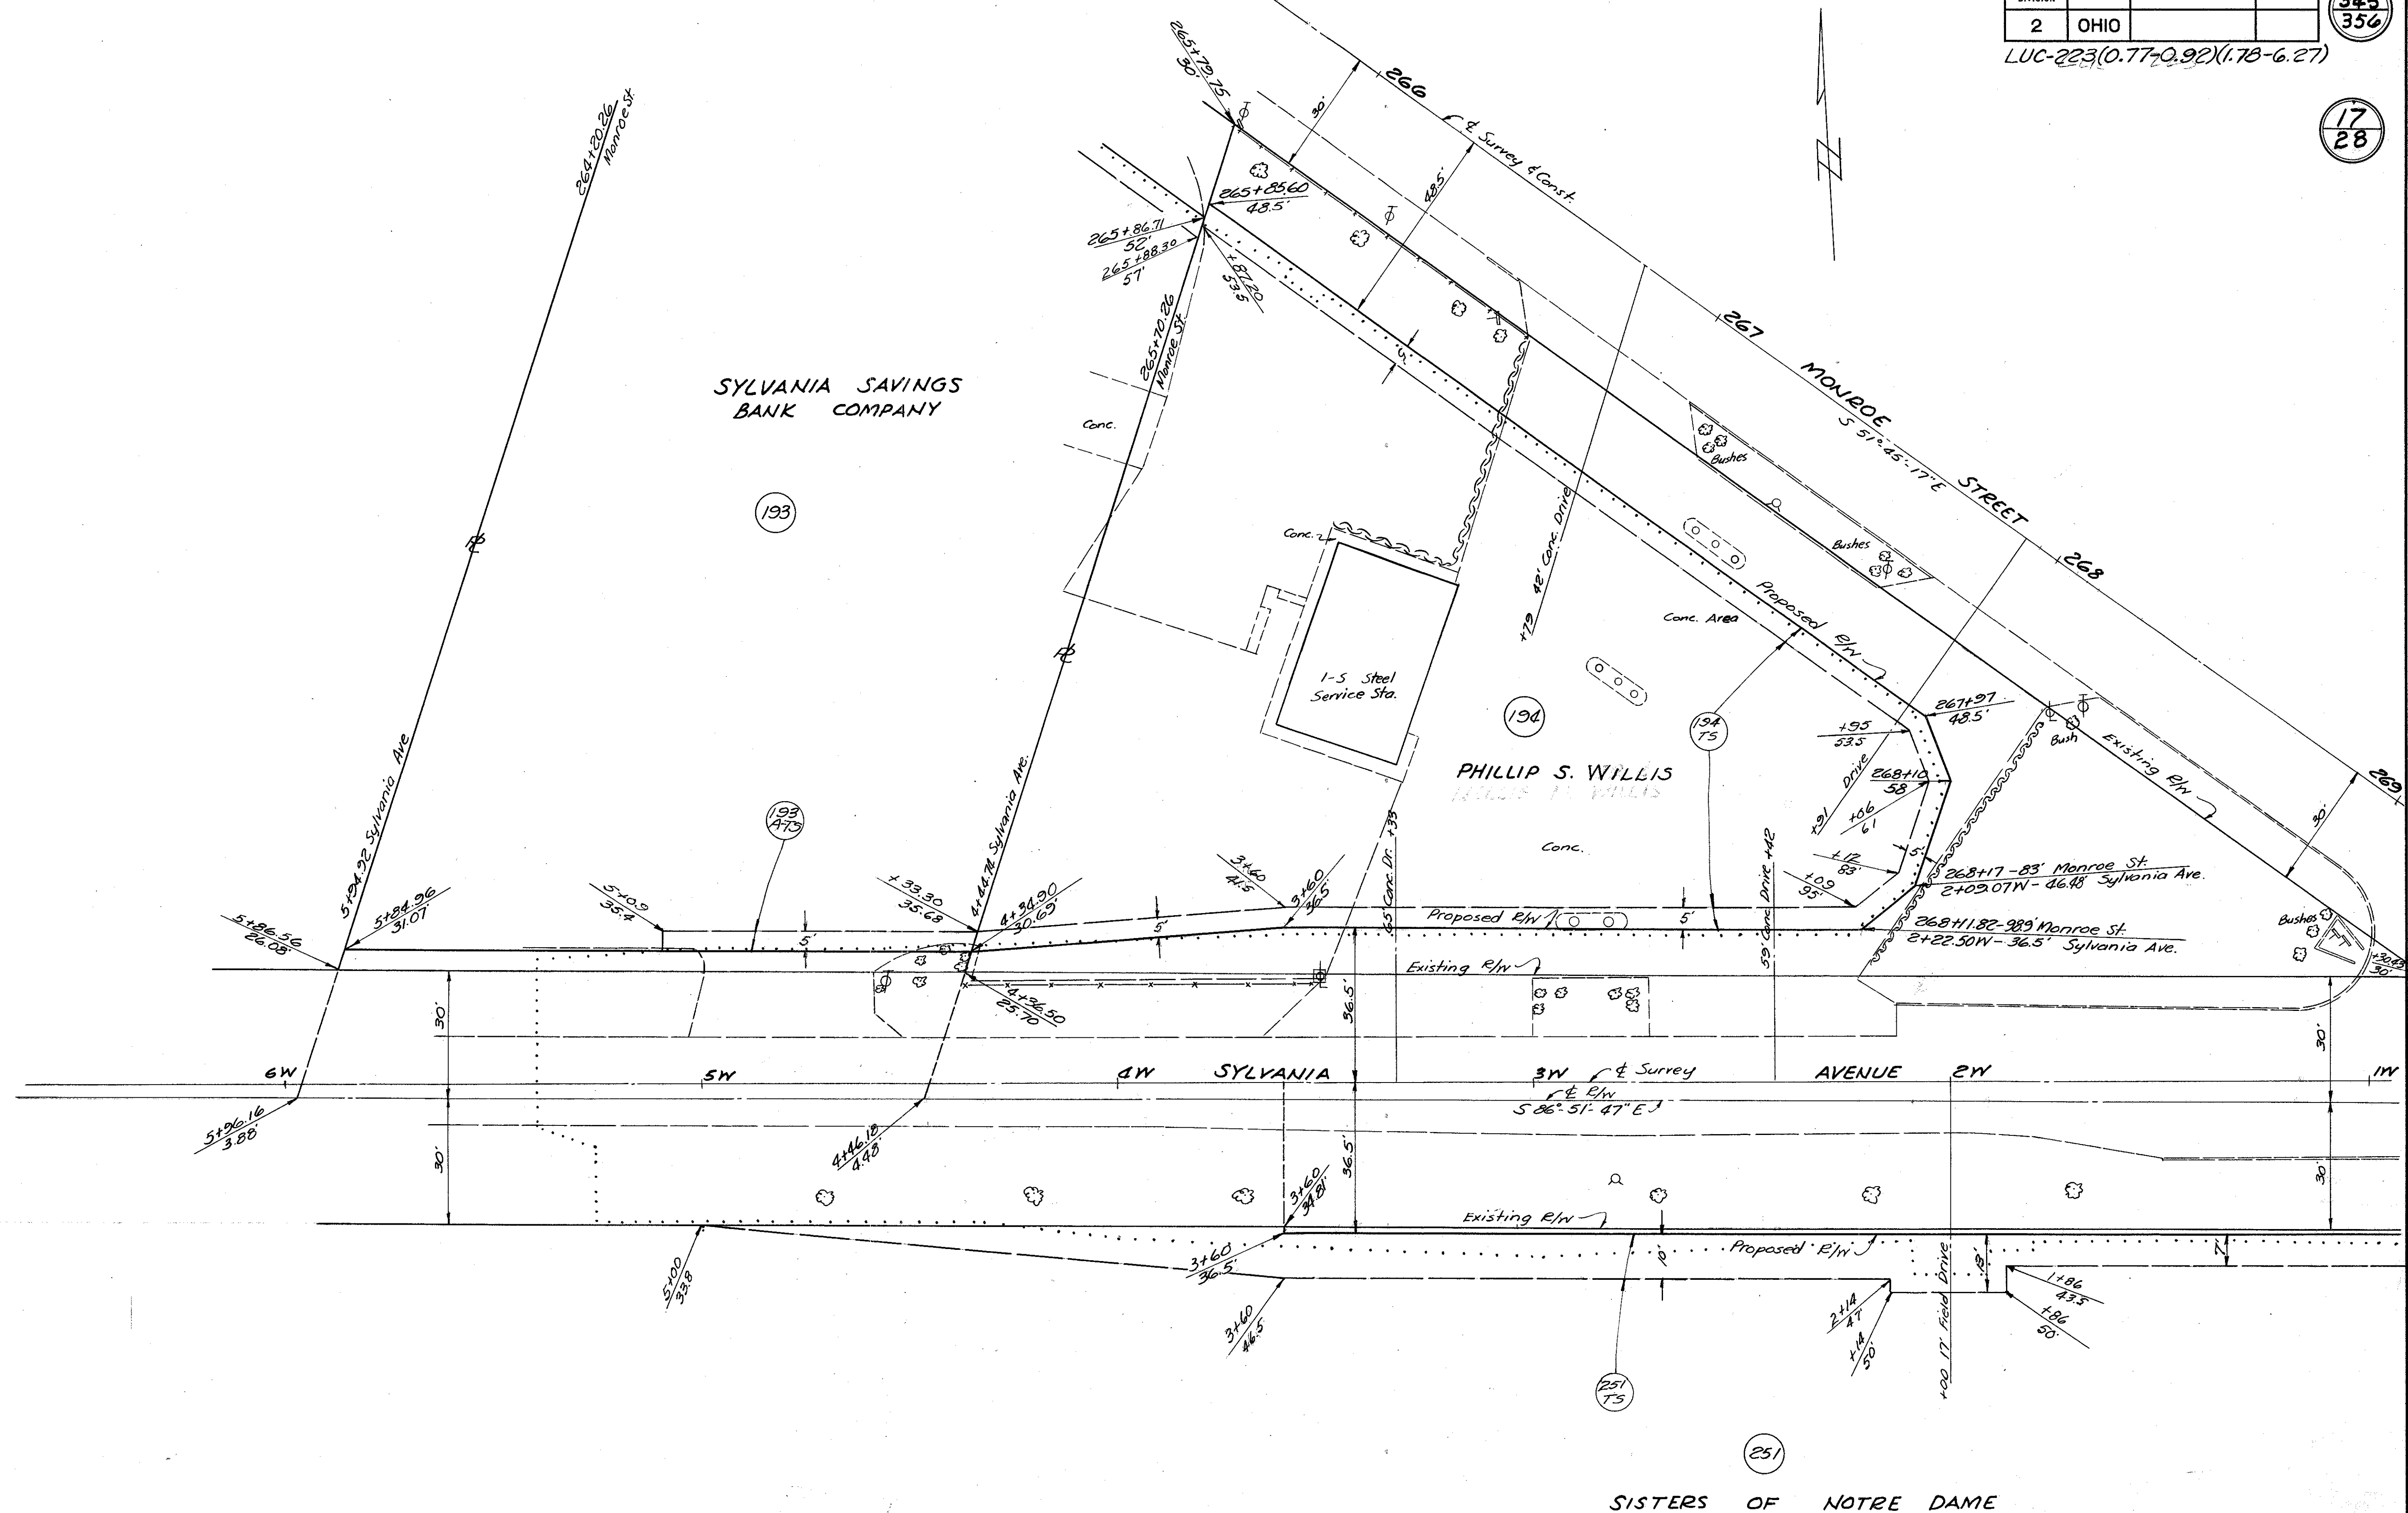 2 OHIO
356
LUC-223(0.77-0.92)(1.78-6.27)
17
28
264+20.26
Monroe St.
265+79.75
30'
266
30'
℄ Survey & Const.
48.5'
265+85.60
48.5'
265+86.71
52'
265+88.30
57'
+87.20
53.5
265+70.26
Monroe St.
5'
267
MONROE STREET
S 51°-45'-17" E
SYLVANIA SAVINGS
BANK COMPANY
193
Conc.
Bushes
Bushes
268
Conc.
+79 42' Conc. Drive
Conc. Area
Proposed R/W
1-S Steel
Service Sta.
194
194
TS
PHILLIP S. WILLIS
267+97
48.5'
+95
53.5
Drive
+91
268+10
58
+06
61
Bush
Existing R/W
269
30'
5+94.92 Sylvania Ave
193
A-TS
4+44.74 Sylvania Ave.
65' Conc. Dr. +33
Conc.
59' Conc. Drive +42
+12
83'
+09
95'
5'
268+17-83' Monroe St.
2+09.07W-46.48' Sylvania Ave.
268+11.82-98.9' Monroe St.
2+22.50W-36.5' Sylvania Ave.
5+86.56
26.08'
5+84.96
31.07'
5+09
35.4
+33.30
35.68
4+34.90
30.69'
3+60
41.5
3+60
36.5'
5'
5'
Proposed R/W
5'
Existing R/W
Bushes
+30.43
30'
4+36.50
25.70
30'
36.5'
30'
6W
5W
4W
SYLVANIA
3W
℄ Survey
AVENUE
2W
1W
℄ R/W
S 86°-51'-47" E
5+96.16
3.88'
4+46.18
4.48'
30'
36.5'
30'
3+60
34.81'
Existing R/W
3+60
36.5'
10'
Proposed R/W
13'
7'
5+00
33.8
3+60
46.5
2+14
47'
+14
50'
+00 17' Field Drive
1+86
43.5
+86
50'
251
TS
251
SISTERS OF NOTRE DAME